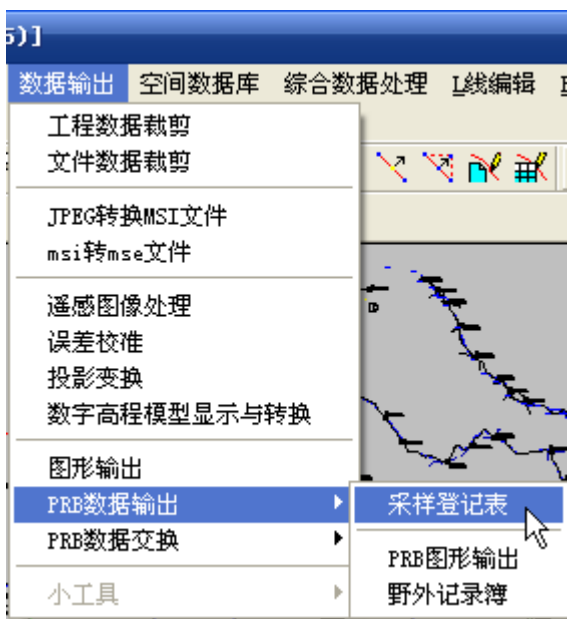 5)]
数据输出 空间数据库 综合数据处理 L线编辑
工程数据裁剪
文件数据裁剪
JPEG转换MSI文件
msi转mse文件
遥感图像处理
误差校准
投影变换
数字高程模型显示与转换
图形输出
PRB数据输出
采样登记表
PRB数据交换
PRB图形输出
小工具
野外记录簿